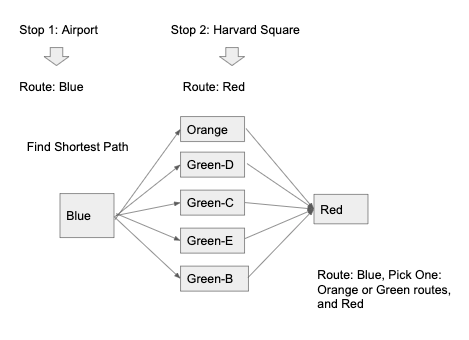 Stop 1: Airport
Stop 2: Harvard Square
Route: Blue
Route: Red
Find Shortest Path
Orange
Green-D
Green-C
Green-E
Green-B
Blue
Red
Route: Blue, Pick One:
Orange or Green routes,
and Red